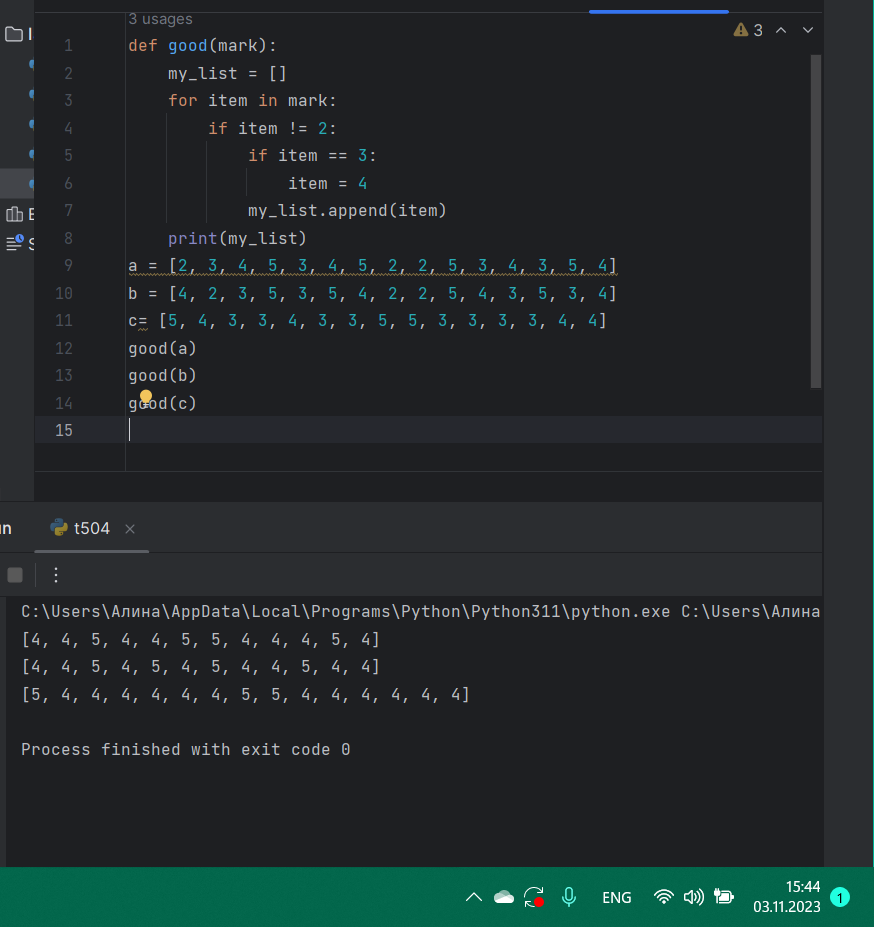 3 usages
3
1 def good(mark):
2 my_list = []
3 for item in mark:
4 if item != 2:
5 if item == 3:
6 item = 4
7 my_list.append(item)
8 print(my_list)
9 a = [2, 3, 4, 5, 3, 4, 5, 2, 2, 5, 3, 4, 3, 5, 4]
10 b = [4, 2, 3, 5, 3, 5, 4, 2, 2, 5, 4, 3, 5, 3, 4]
11 c= [5, 4, 3, 3, 4, 3, 3, 5, 5, 3, 3, 3, 3, 4, 4]
12 good(a)
13 good(b)
14 good(c)
15
t504
C:\Users\Алина\AppData\Local\Programs\Python\Python311\python.exe C:\Users\Алина
[4, 4, 5, 4, 4, 5, 5, 4, 4, 4, 5, 4]
[4, 4, 5, 4, 5, 4, 5, 4, 4, 5, 4, 4]
[5, 4, 4, 4, 4, 4, 4, 5, 5, 4, 4, 4, 4, 4, 4]
Process finished with exit code 0
ENG
15:44
03.11.2023
1